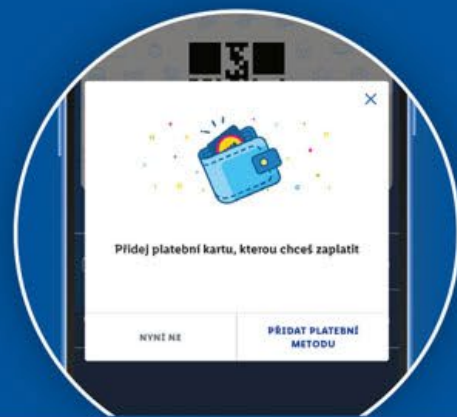 Přidej platební kartu, kterou chceš zaplatit
NYNÍ NE
PŘIDAT PLATEBNÍ
METODU